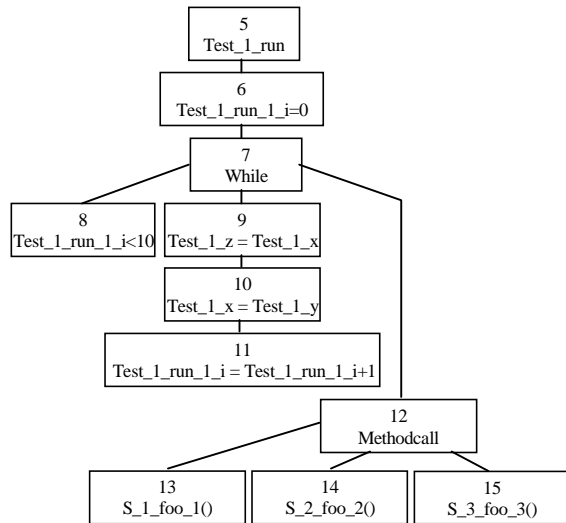 5
Test_1_run
6
Test_1_run_1_i=0
7
While
8
Test_1_run_1_i<10
9
Test_1_z = Test_1_x
10
Test_1_x = Test_1_y
11
Test_1_run_1_i = Test_1_run_1_i+1
12
Methodcall
13
S_1_foo_1()
14
S_2_foo_2()
15
S_3_foo_3()